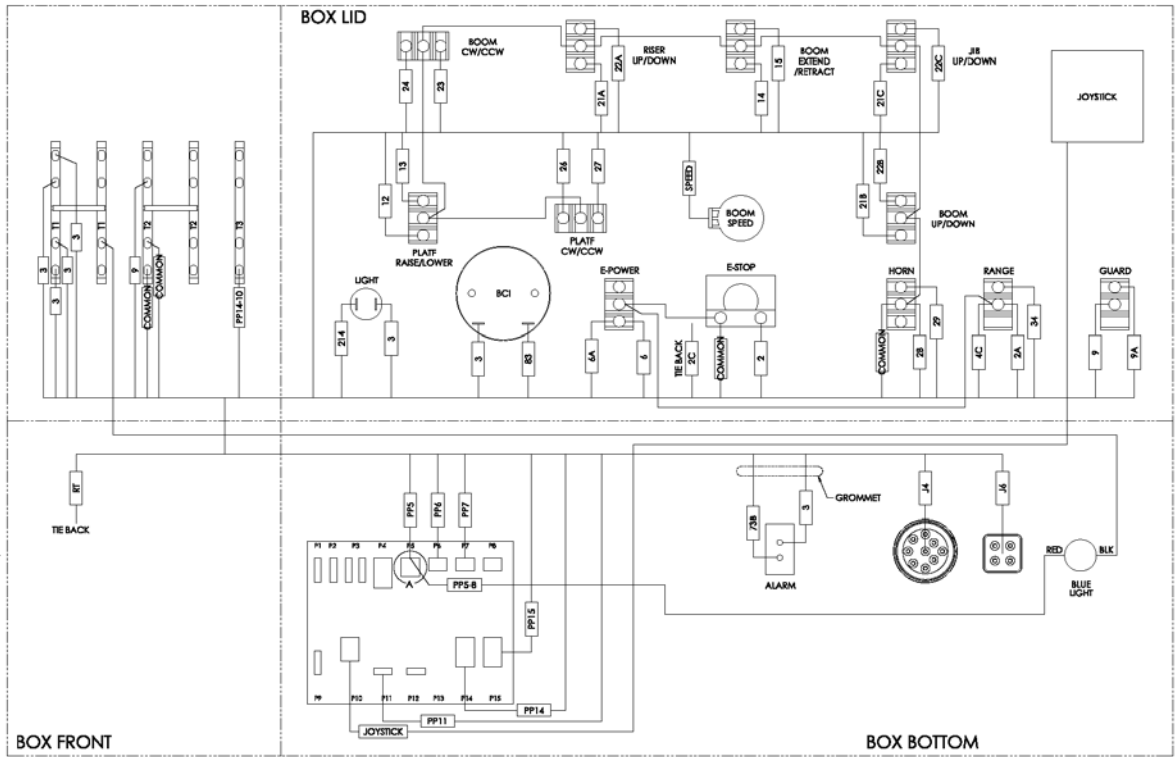 BOX LID
BOOM
CW/CCW
RISER
UP/DOWN
BOOM
EXTEND
/RETRACT
JIB
UP/DOWN
JOYSTICK
24
23
22A
21A
15
14
22C
21C
13
12
26
27
SPEED
22B
21B
BOOM
SPEED
BOOM
UP/DOWN
PLATF
RAISE/LOWER
PLATF
CW/CCW
T1
T1
T2
T2
T3
3
3
3
3
9
COMMON
COMMON
PP14-10
LIGHT
214
3
BCI
3
83
E-POWER
6A
6
E-STOP
TIE BACK
2C
COMMON
2
HORN
COMMON
2B
29
RANGE
4C
2A
34
GUARD
9
9A
RT
TIE BACK
PP5
PP6
PP7
/3B
3
GROMMET
J4
J6
ALARM
RED
BLK
BLUE
LIGHT
P1
P2
P3
P4
P5
P6
P7
P8
A
PP5-8
PP15
P9
P10
P11
P12
P13
P14
P15
PP14
PP11
JOYSTICK
BOX FRONT
BOX BOTTOM